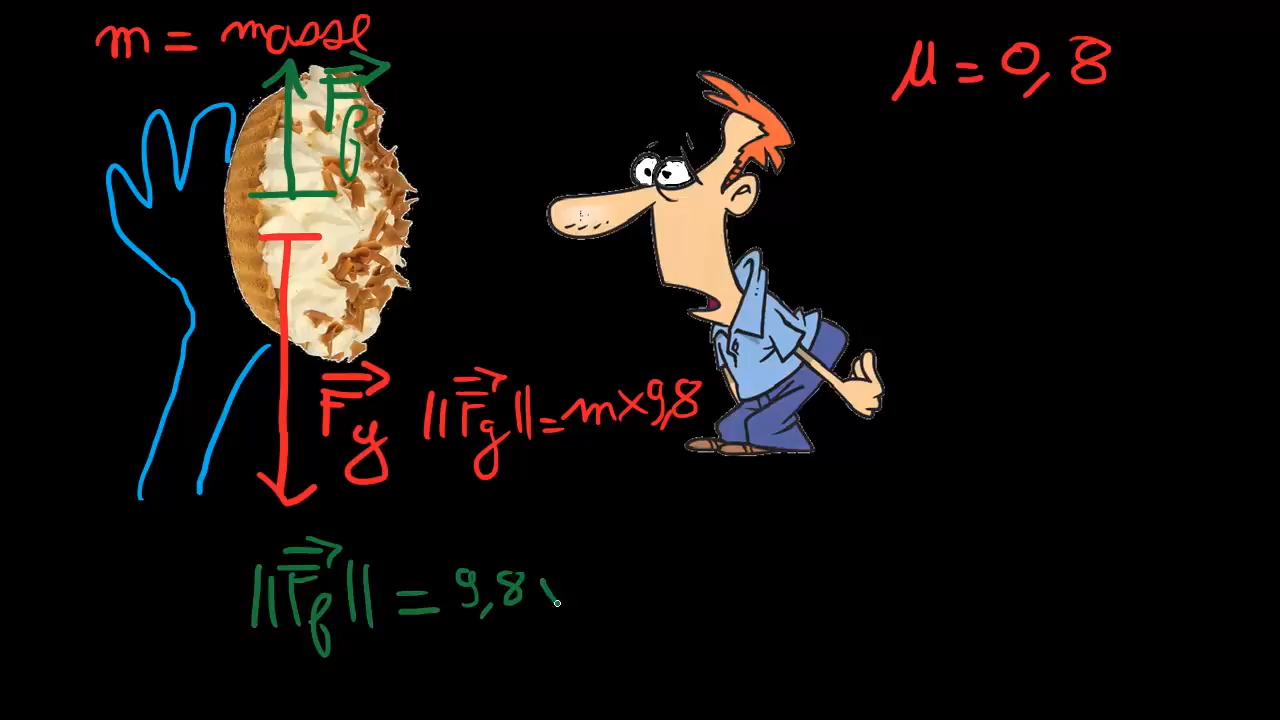 m = masse
μ = 0,8
F⃗f
F⃗g
||F⃗g|| = m×9,8
||F⃗f|| = 9,8